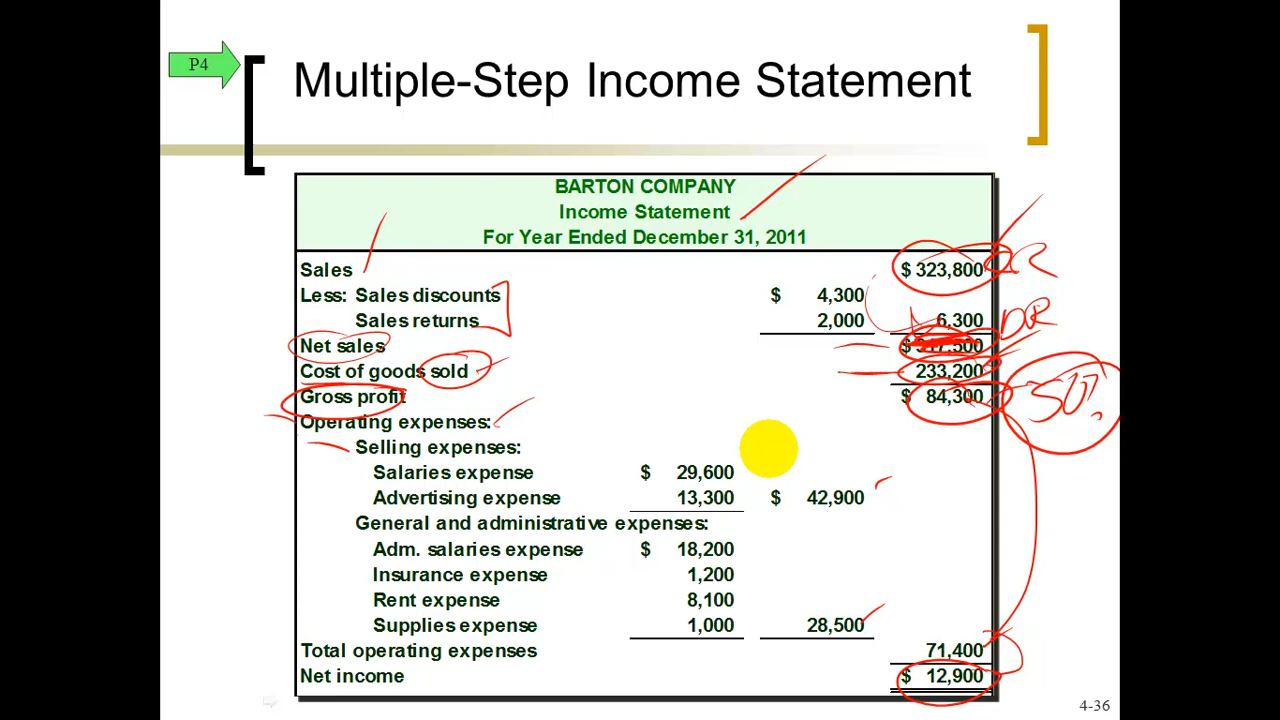 P4
Multiple-Step Income Statement
BARTON COMPANY
Income Statement
For Year Ended December 31, 2011
Sales $ 323,800 CR
Less: Sales discounts $ 4,300
Sales returns 2,000 6,300 DR
Net sales $ 317,500
Cost of goods sold 233,200
Gross profit $ 84,300
Operating expenses:
Selling expenses:
Salaries expense $ 29,600
Advertising expense 13,300 $ 42,900
General and administrative expenses:
Adm. salaries expense $ 18,200
Insurance expense 1,200
Rent expense 8,100
Supplies expense 1,000 28,500
Total operating expenses 71,400
Net income $ 12,900
4-36